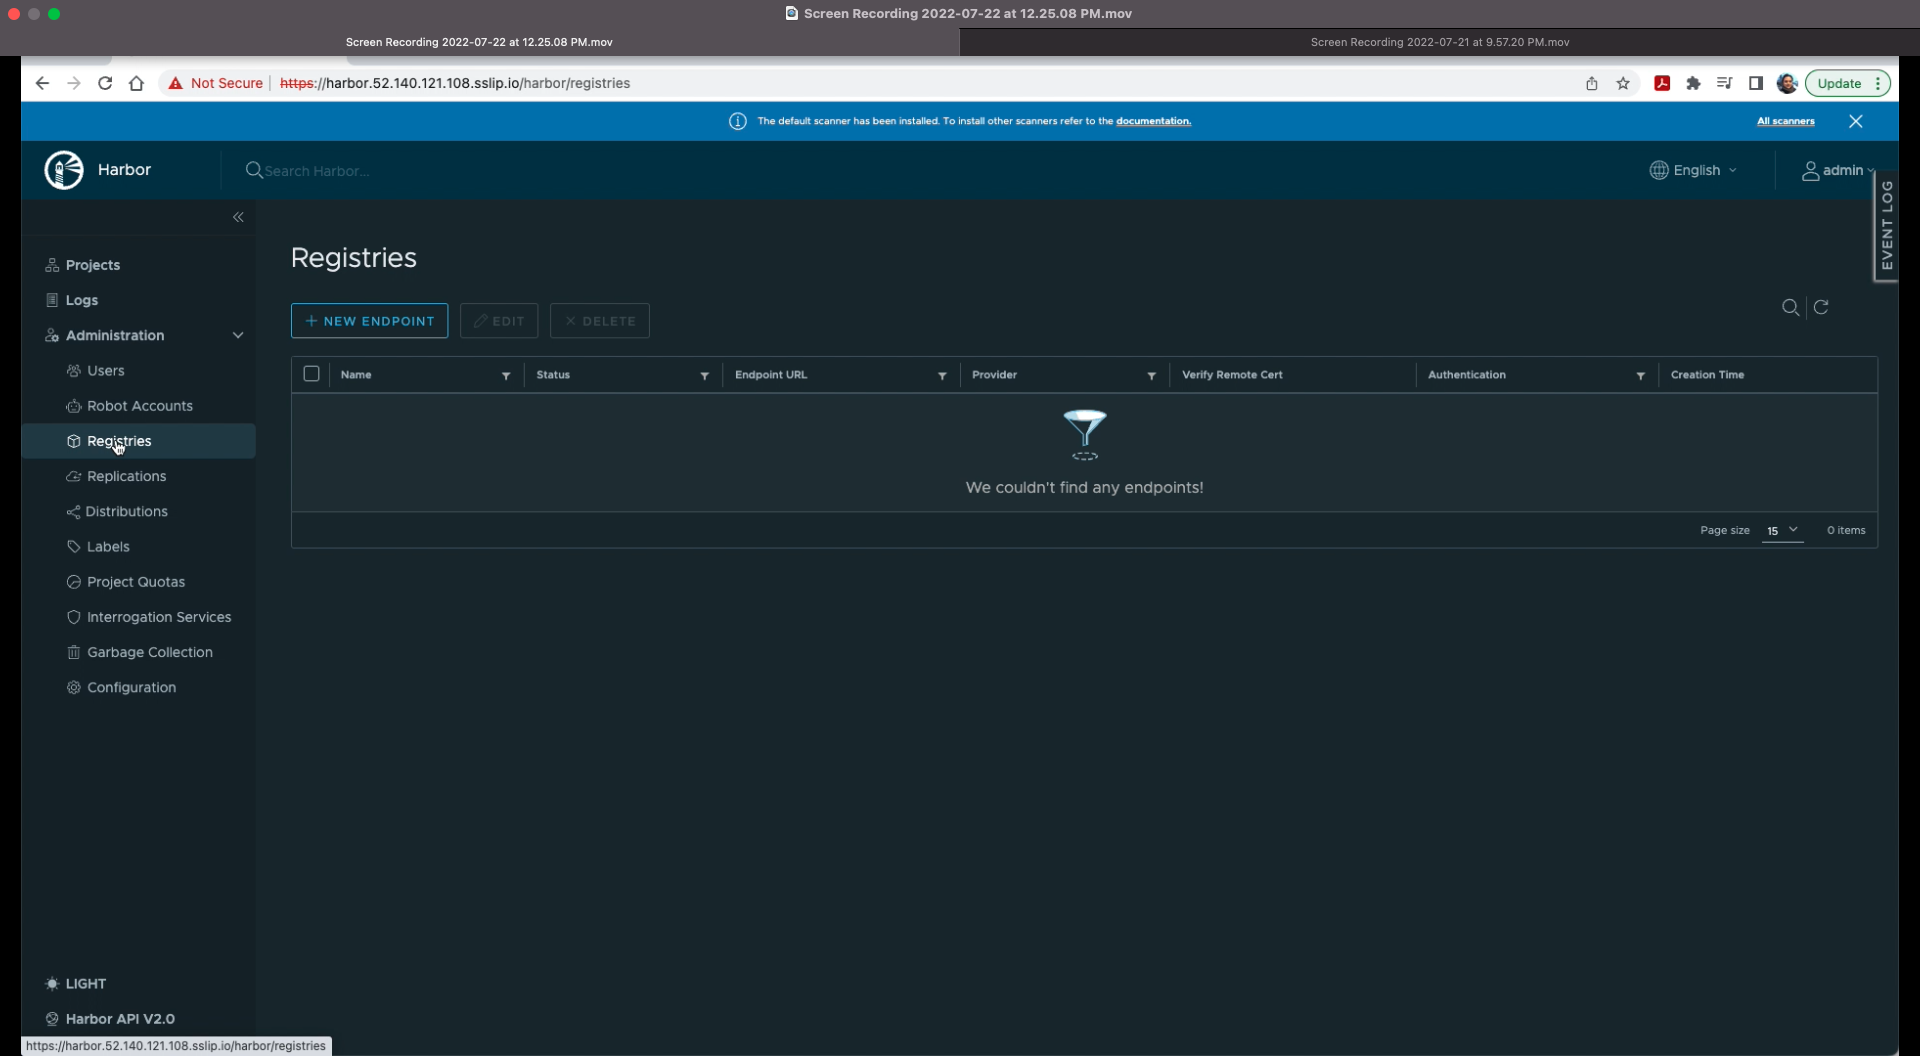 Screen Recording 2022-07-22 at 12.25.08 PM.mov
Screen Recording 2022-07-22 at 12.25.08 PM.mov
Screen Recording 2022-07-21 at 9.57.20 PM.mov
Not Secure https://harbor.52.140.121.108.sslip.io/harbor/registries
Update
The default scanner has been installed. To install other scanners refer to the documentation.
All scanners
Harbor
Search Harbor...
English
admin
EVENT LOG
Projects
Logs
Administration
Users
Robot Accounts
Registries
Replications
Distributions
Labels
Project Quotas
Interrogation Services
Garbage Collection
Configuration
LIGHT
Harbor API V2.0
https://harbor.52.140.121.108.sslip.io/harbor/registries
Registries
+ NEW ENDPOINT
EDIT
DELETE
Name
Status
Endpoint URL
Provider
Verify Remote Cert
Authentication
Creation Time
We couldn't find any endpoints!
Page size 15
0 items